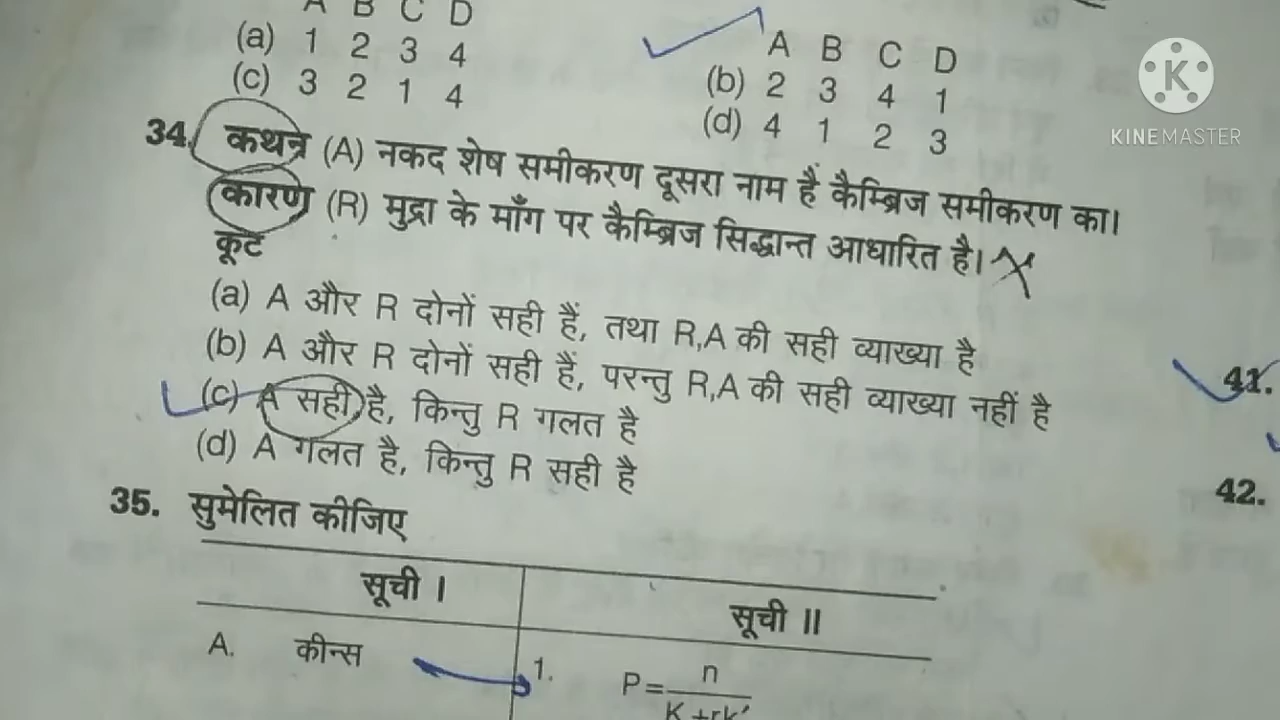 A B C D
(a) 1 2 3 4
(c) 3 2 1 4
A B C D
(b) 2 3 4 1
(d) 4 1 2 3
KINEMASTER
34. कथन (A) नकद शेष समीकरण दूसरा नाम हैं कैम्ब्रिज समीकरण का।
कारण (R) मुद्रा के माँग पर कैम्ब्रिज सिद्धान्त आधारित है।
कूट
(a) A और R दोनों सही हैं, तथा R,A की सही व्याख्या है
(b) A और R दोनों सही हैं, परन्तु R,A की सही व्याख्या नहीं है
(c) A सही है, किन्तु R गलत है
(d) A गलत है, किन्तु R सही है
41.
42.
35. सुमेलित कीजिए
सूची I
सूची II
A. कीन्स
1. P=n
K+rk'